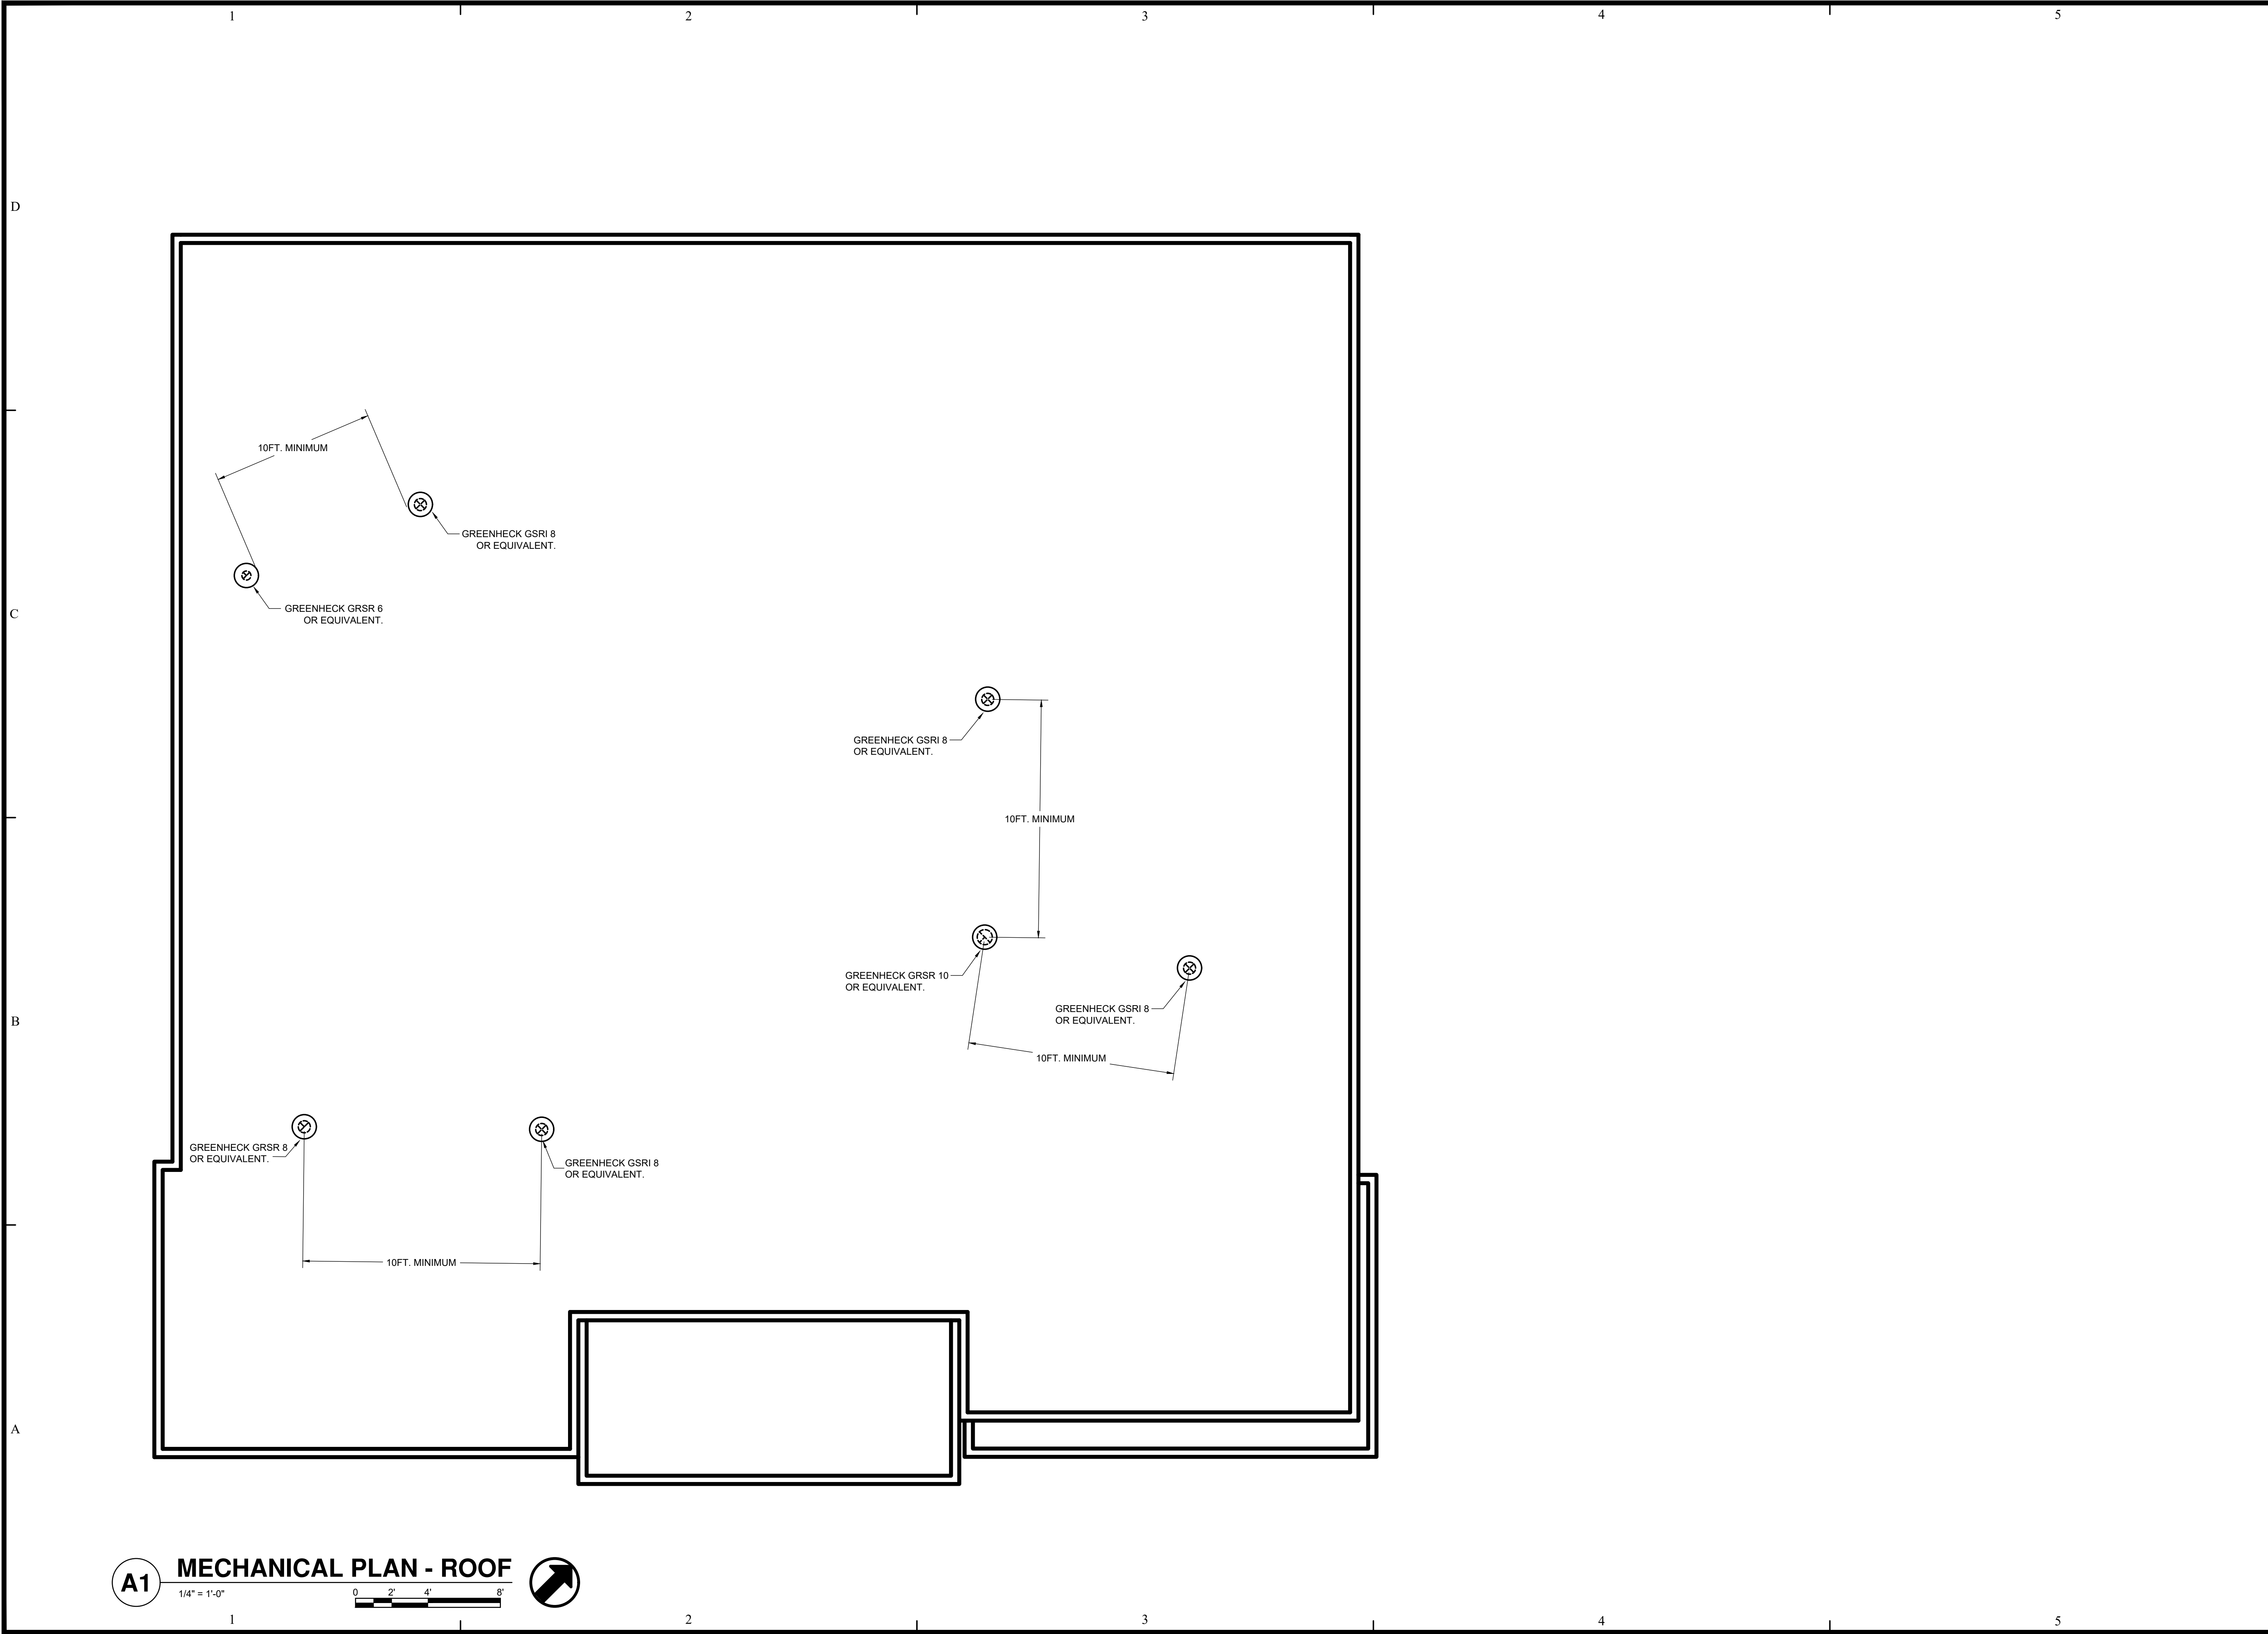 1 2 3 4 5
D
10FT. MINIMUM
GREENHECK GSRI 8
OR EQUIVALENT.
GREENHECK GRSR 6
OR EQUIVALENT.
C
GREENHECK GSRI 8
OR EQUIVALENT.
10FT. MINIMUM
GREENHECK GRSR 10
OR EQUIVALENT.
GREENHECK GSRI 8
OR EQUIVALENT.
B
10FT. MINIMUM
GREENHECK GRSR 8
OR EQUIVALENT.
GREENHECK GSRI 8
OR EQUIVALENT.
10FT. MINIMUM
A
A1
MECHANICAL PLAN - ROOF
1/4" = 1'-0"
0 2' 4' 8'
1 2 3 4 5